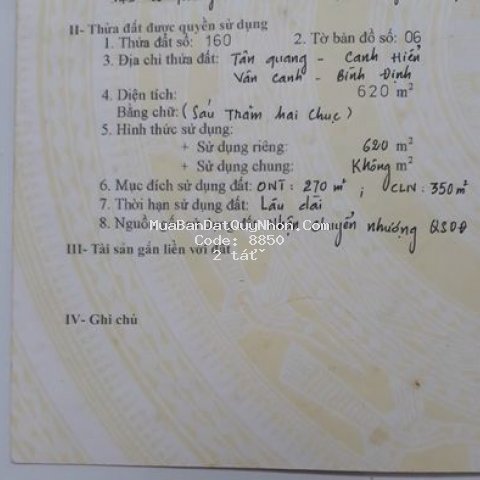 II- Thửa đất được quyền sử dụng
1. Thửa đất số: 160 2. Tờ bản đồ số: 06
3. Địa chỉ thửa đất: Tân quang - Canh Hiển
Vân canh - Bình Định
4. Diện tích: 620 m²
Bằng chữ: (Sáu Trăm hai chục)
5. Hình thức sử dụng:
+ Sử dụng riêng: 620 m²
+ Sử dụng chung: Không m²
6. Mục đích sử dụng đất: ONT: 270 m²; CLN: 350 m²
7. Thời hạn sử dụng đất: Lâu dài
8. Nguồn chuyển nhượng QSDĐ
MuaBanDatQuyNhon.Com
Code: 8850
III- Tài sản gắn liền với đất
2 tất
IV- Ghi chú